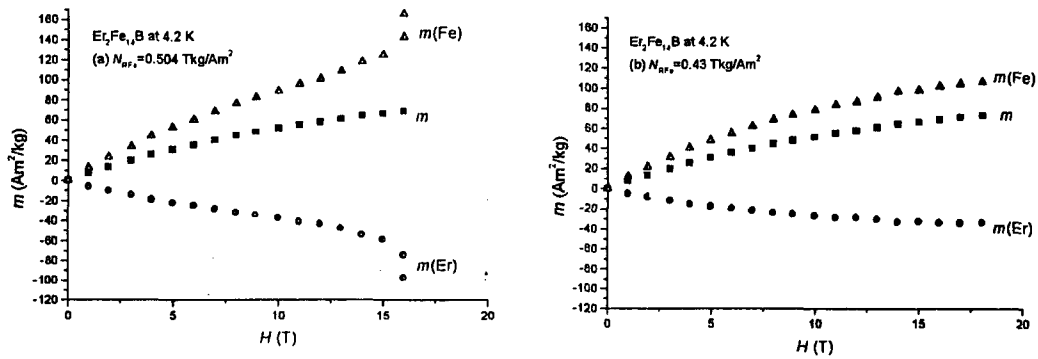 160
140
120
100
80
60
40
20
0
-20
-40
-60
-80
-100
-120
m (Am²/kg)
Er₂Fe₁₄B at 4.2 K
(a) N_RFe=0.504 Tkg/Am²
m(Fe)
m
m(Er)
0 5 10 15 20
H (T)
160
140
120
100
80
60
40
20
0
-20
-40
-60
-80
-100
-120
m (Am²/kg)
Er₂Fe₁₄B at 4.2 K
(b) N_RFe=0.43 Tkg/Am²
m(Fe)
m
m(Er)
0 5 10 15 20
H (T)